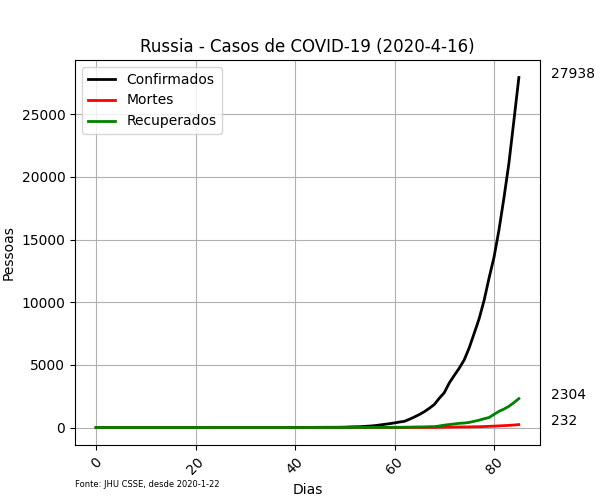 Russia - Casos de COVID-19 (2020-4-16)
Confirmados
Mortes
Recuperados
27938
2304
232
Pessoas
25000
20000
15000
10000
5000
0
0
20
40
60
80
Dias
Fonte: JHU CSSE, desde 2020-1-22